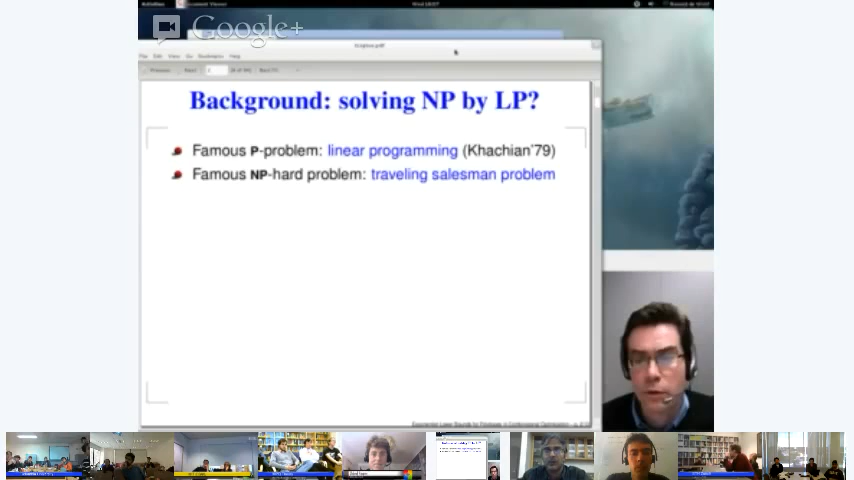 Google+
Background: solving NP by LP?
Famous P-problem: linear programming (Khachian'79)
Famous NP-hard problem: traveling salesman problem